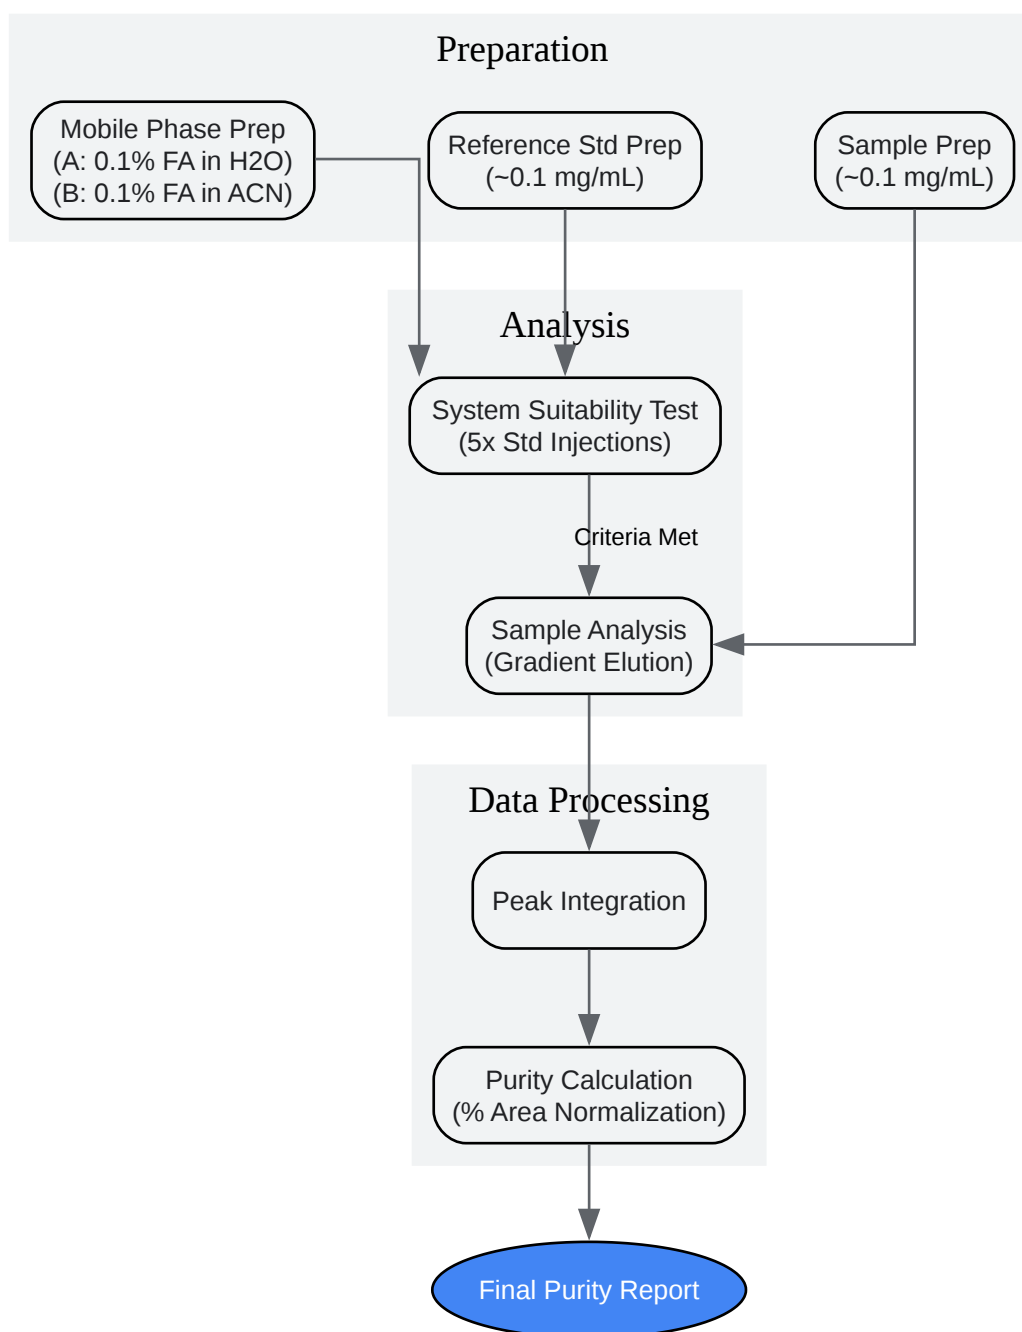 Preparation
Mobile Phase Prep
(A: 0.1% FA in H2O)
(B: 0.1% FA in ACN)
Reference Std Prep
(~0.1 mg/mL)
Sample Prep
(~0.1 mg/mL)
Analysis
System Suitability Test
(5x Std Injections)
Criteria Met
Sample Analysis
(Gradient Elution)
Data Processing
Peak Integration
Purity Calculation
(% Area Normalization)
Final Purity Report